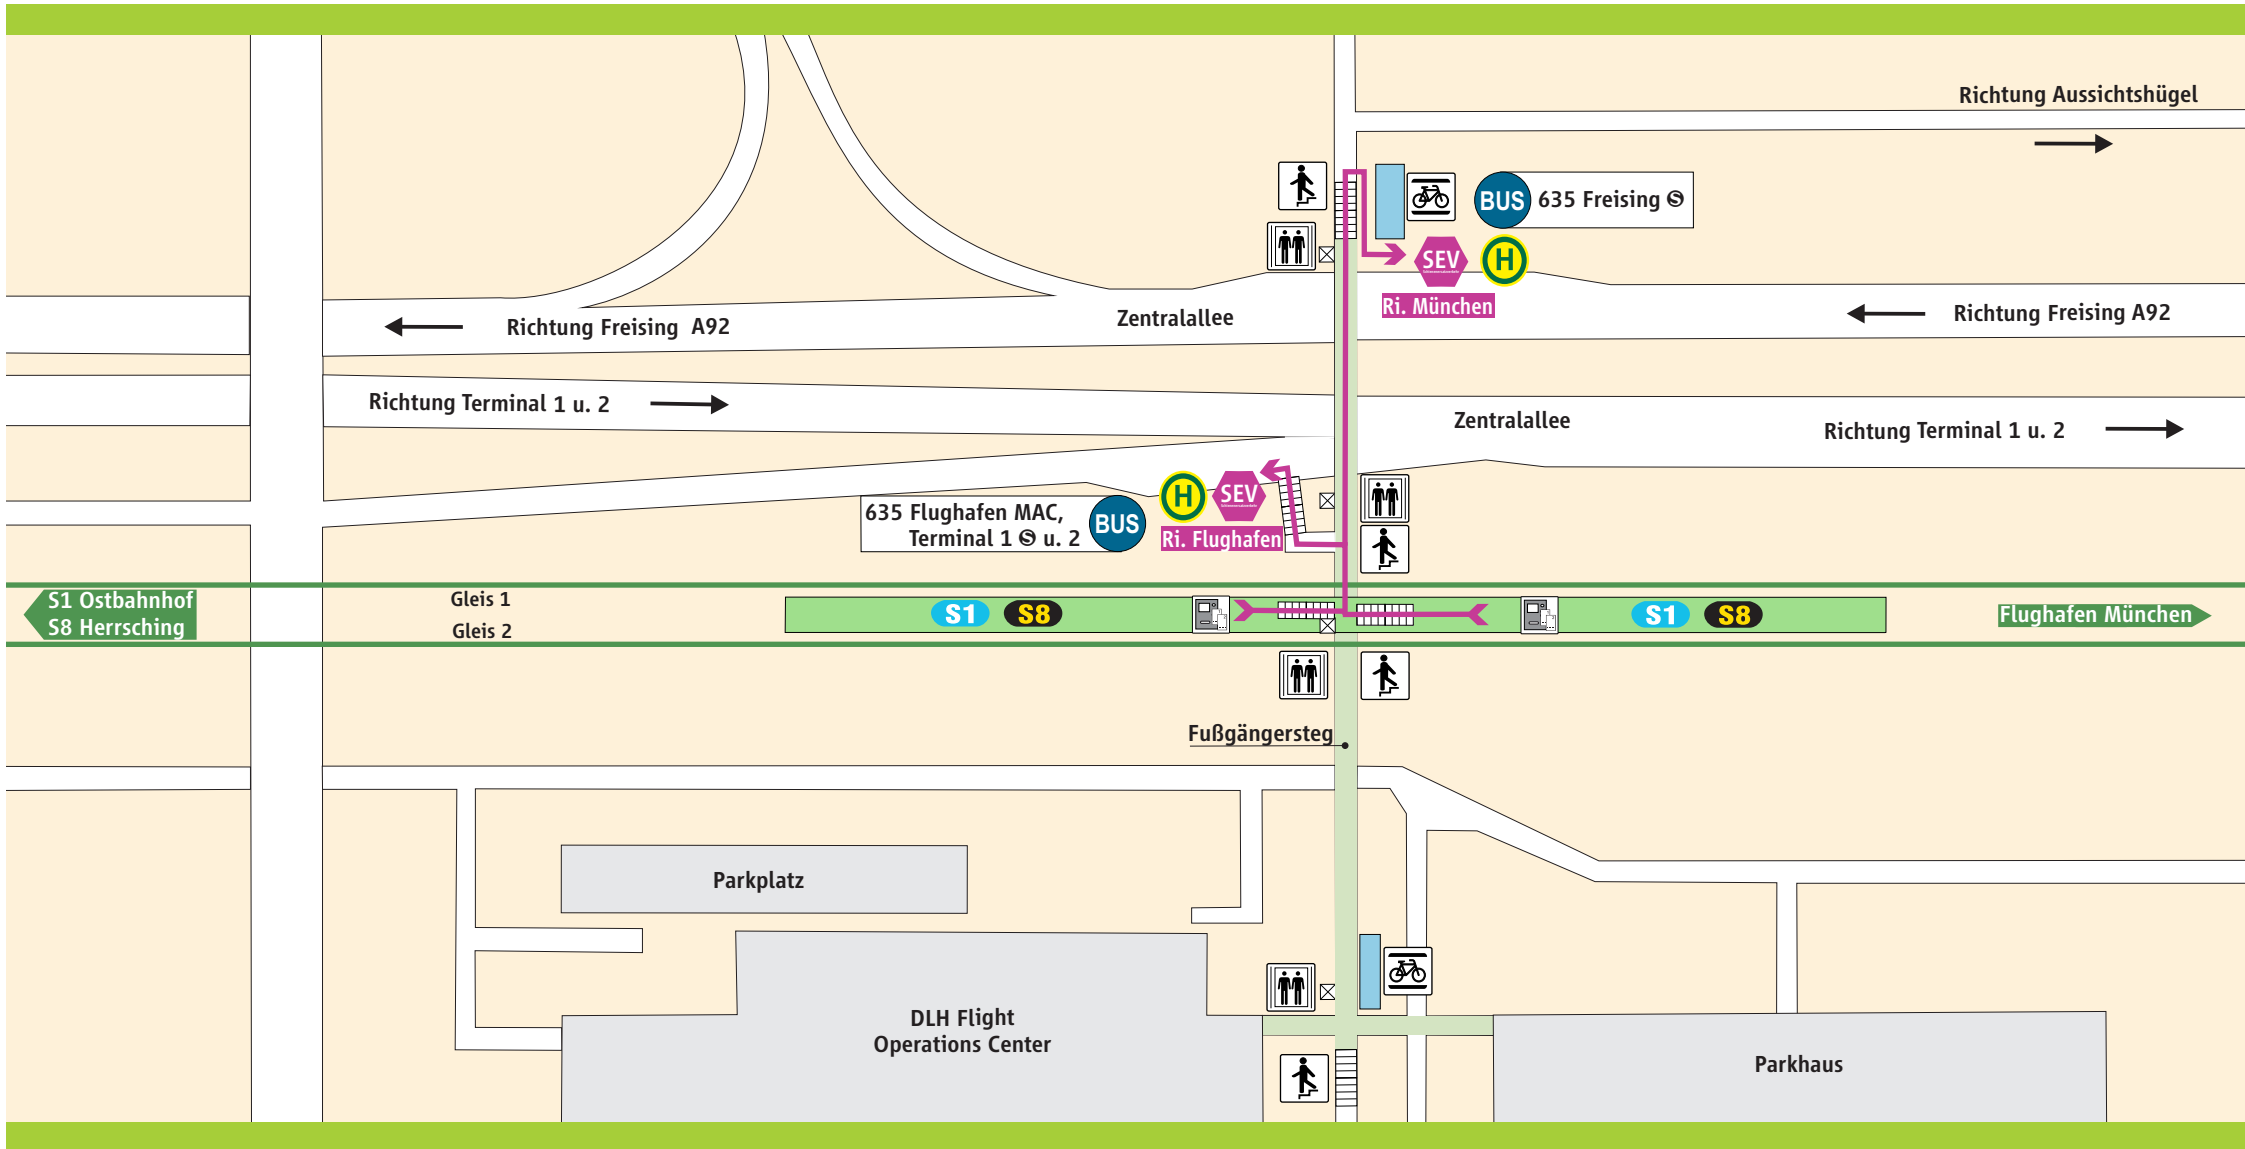 Richtung Aussichtshügel
BUS 635 Freising S
SEV
H
Ri. München
Richtung Freising A92
Zentralallee
Richtung Freising A92
Richtung Terminal 1 u. 2
Zentralallee
Richtung Terminal 1 u. 2
H
SEV
635 Flughafen MAC,
Terminal 1 S u. 2
BUS
Ri. Flughafen
S1 Ostbahnhof
S8 Herrsching
Gleis 1
Gleis 2
S1 S8
S1 S8
Flughafen München
Fußgängersteg
Parkplatz
DLH Flight
Operations Center
Parkhaus